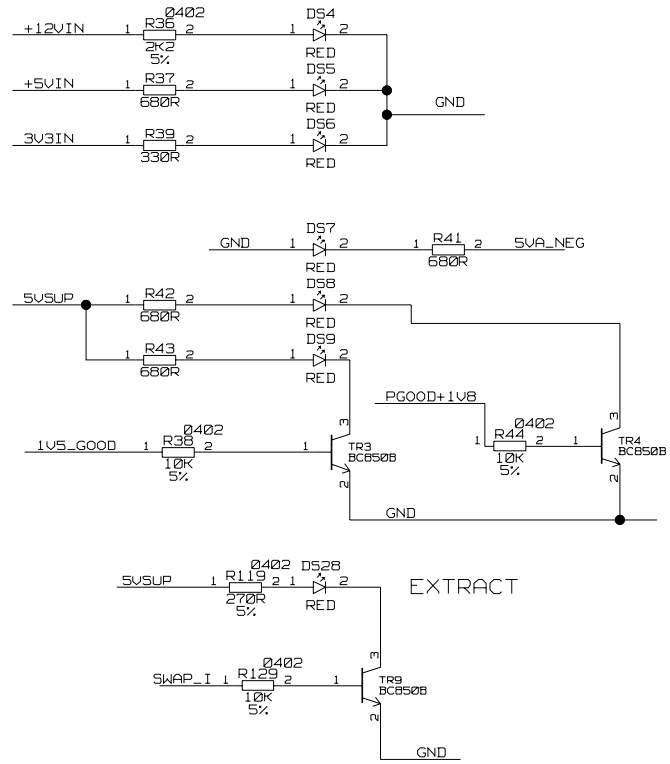 0402
R36 DS4
+12VIN 1 2 1 2
2K2 RED
5%
R37 DS5
+5VIN 1 2 1 2
680R RED
GND
R39 DS6
3V3IN 1 2 1 2
330R RED
DS7
GND 1 2 1 R41 2 5VA_NEG
RED 680R
R42 DS8
5VSUP 1 2 1 2
680R RED
R43 DS9
1 2 1 2
680R RED
PGOOD+1V8
3 3
0402 0402
1V5_GOOD 1 R38 2 1 TR3 1 R44 2 1 TR4
10K BC850B 10K BC850B
5% 2 5% 2
GND
0402 DS28
5VSUP 1 R119 2 1 2 EXTRACT
270R RED
5%
3
0402
SWAP_I 1 R129 2 1 TR9
10K BC850B
5% 2
GND